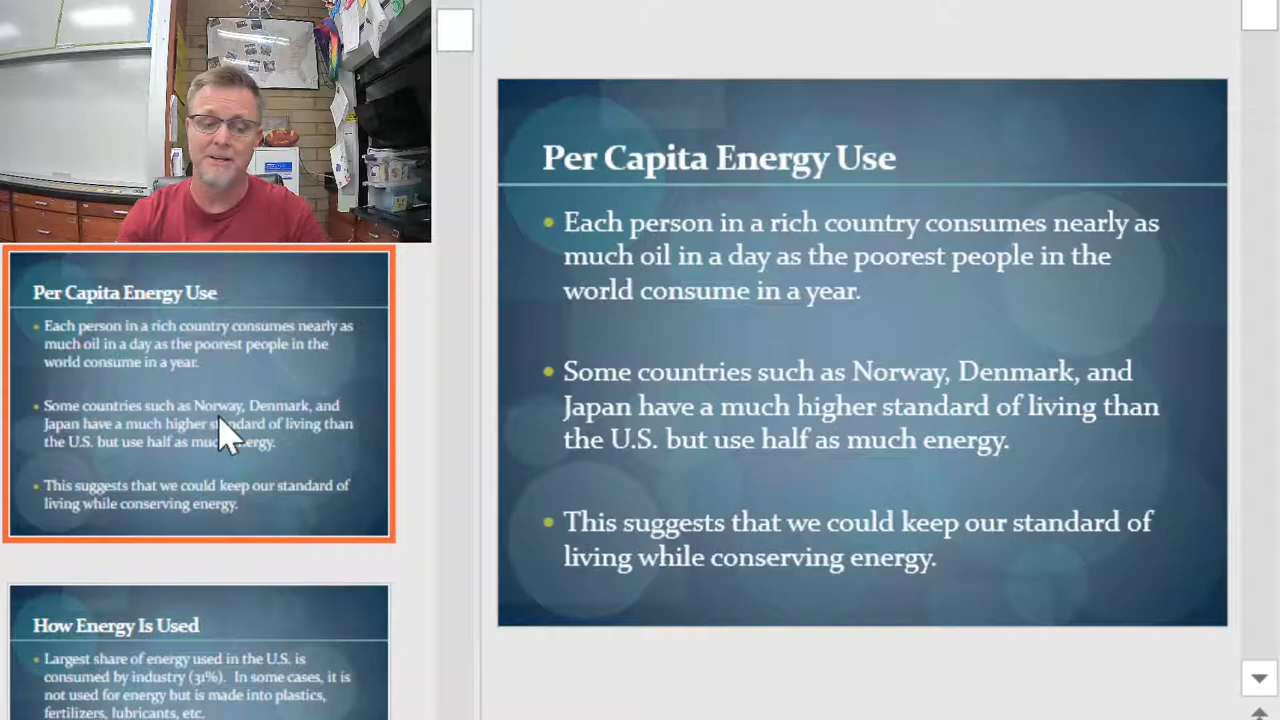 Per Capita Energy Use
• Each person in a rich country consumes nearly as
much oil in a day as the poorest people in the
world consume in a year.
• Some countries such as Norway, Denmark, and
Japan have a much higher standard of living than
the U.S. but use half as much energy.
• This suggests that we could keep our standard of
living while conserving energy.
Per Capita Energy Use
• Each person in a rich country consumes nearly as
much oil in a day as the poorest people in the
world consume in a year.
• Some countries such as Norway, Denmark, and
Japan have a much higher standard of living than
the U.S. but use half as much energy.
• This suggests that we could keep our standard of
living while conserving energy.
How Energy Is Used
• Largest share of energy used in the U.S. is
consumed by industry (31%). In some cases, it is
not used for energy but is made into plastics,
fertilizers, lubricants, etc.